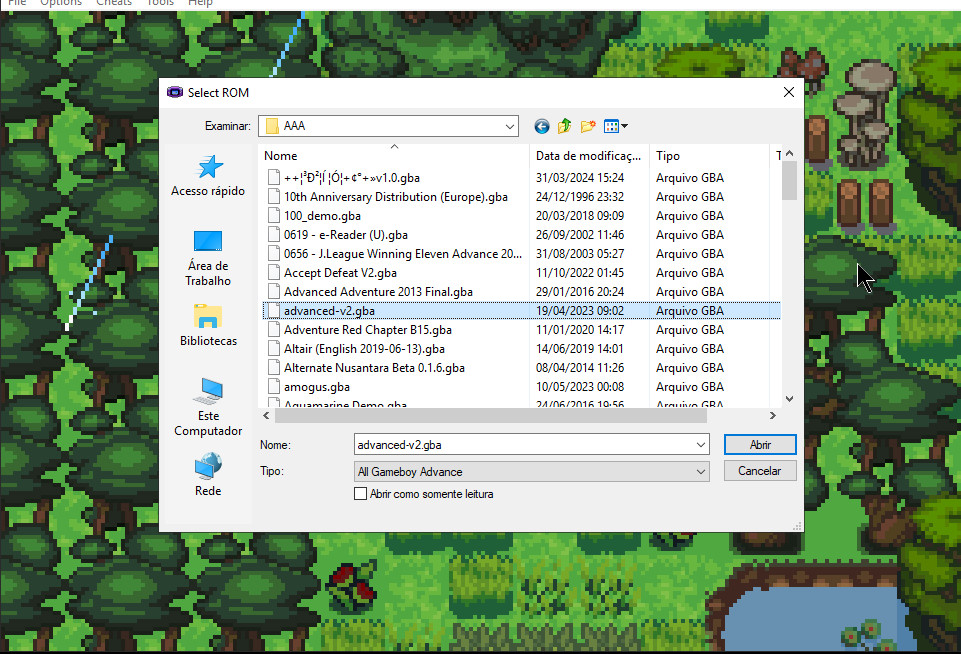 File Options Cheats Tools Help
Select ROM
Examinar: AAA
Nome Data de modificaç... Tipo T
Acesso rápido
Área de
Trabalho
Bibliotecas
Este
Computador
Rede
++¦³Ð²¦Í ¦Ó¦+¢°+»v1.0.gba 31/03/2024 15:24 Arquivo GBA
10th Anniversary Distribution (Europe).gba 24/12/1996 23:32 Arquivo GBA
100_demo.gba 20/03/2018 09:09 Arquivo GBA
0619 - e-Reader (U).gba 26/09/2002 11:46 Arquivo GBA
0656 - J.League Winning Eleven Advance 20... 31/08/2003 05:27 Arquivo GBA
Accept Defeat V2.gba 11/10/2022 01:45 Arquivo GBA
Advanced Adventure 2013 Final.gba 29/01/2016 20:24 Arquivo GBA
advanced-v2.gba 19/04/2023 09:02 Arquivo GBA
Adventure Red Chapter B15.gba 11/01/2020 14:17 Arquivo GBA
Altair (English 2019-06-13).gba 14/06/2019 14:01 Arquivo GBA
Alternate Nusantara Beta 0.1.6.gba 08/04/2014 11:26 Arquivo GBA
amogus.gba 10/05/2023 00:08 Arquivo GBA
Aquamarine Demo.gba 24/06/2016 19:56 Arquivo GBA
Nome: advanced-v2.gba Abrir
Tipo: All Gameboy Advance Cancelar
Abrir como somente leitura